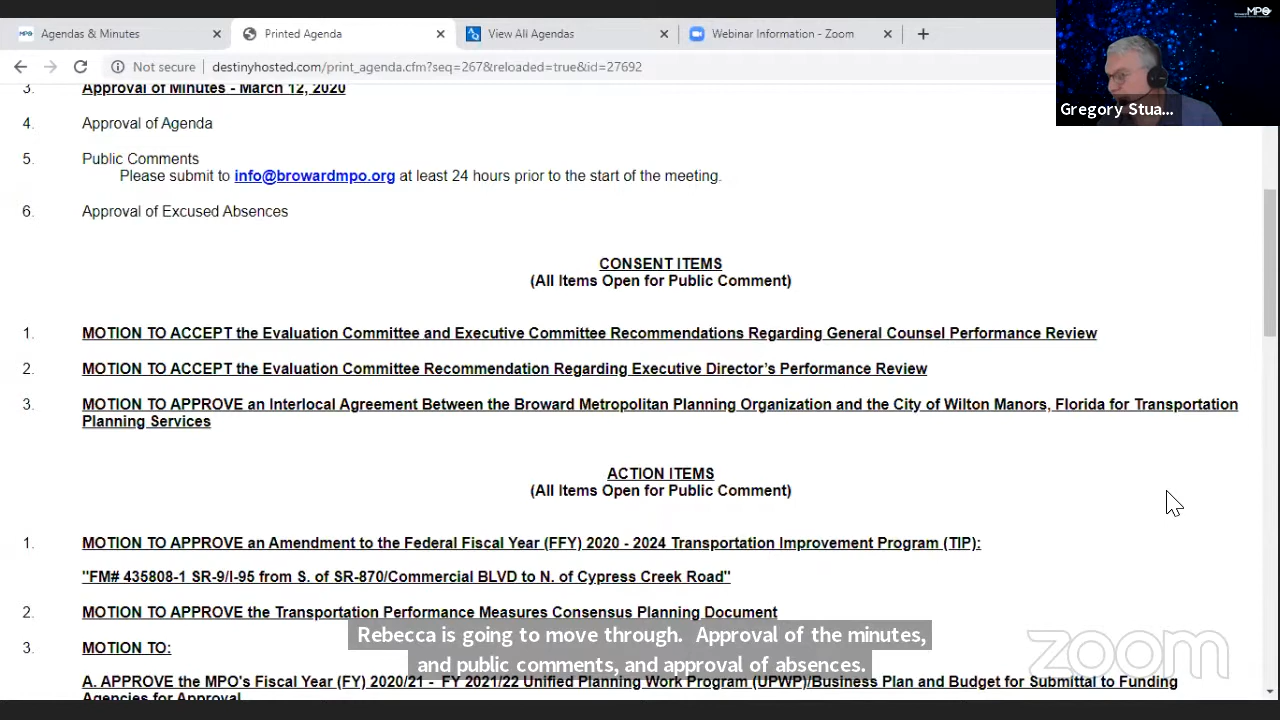 Agenda & Minutes
Printed Agenda
View All Agendas
Webinar Information - Zoom
Not secure
destinyhosted.com/print_agenda.cfm?seq=267&reloaded=true&id=27692
MPO
Gregory Stua...
3. Approval of Minutes - March 12, 2020
4. Approval of Agenda
5. Public Comments
Please submit to info@browardmpo.org at least 24 hours prior to the start of the meeting.
6. Approval of Excused Absences
CONSENT ITEMS
(All Items Open for Public Comment)
1. MOTION TO ACCEPT the Evaluation Committee and Executive Committee Recommendations Regarding General Counsel Performance Review
2. MOTION TO ACCEPT the Evaluation Committee Recommendation Regarding Executive Director's Performance Review
3. MOTION TO APPROVE an Interlocal Agreement Between the Broward Metropolitan Planning Organization and the City of Wilton Manors, Florida for Transportation
Planning Services
ACTION ITEMS
(All Items Open for Public Comment)
1. MOTION TO APPROVE an Amendment to the Federal Fiscal Year (FFY) 2020 - 2024 Transportation Improvement Program (TIP):
"FM# 435808-1 SR-9/I-95 from S. of SR-870/Commercial BLVD to N. of Cypress Creek Road"
2. MOTION TO APPROVE the Transportation Performance Measures Consensus Planning Document
3. MOTION TO:
A. APPROVE the MPO's Fiscal Year (FY) 2020/21 - FY 2021/22 Unified Planning Work Program (UPWP)/Business Plan and Budget for Submittal to Funding
Agencies for Approval
Rebecca is going to move through. Approval of the minutes,
and public comments, and approval of absences.
zoom